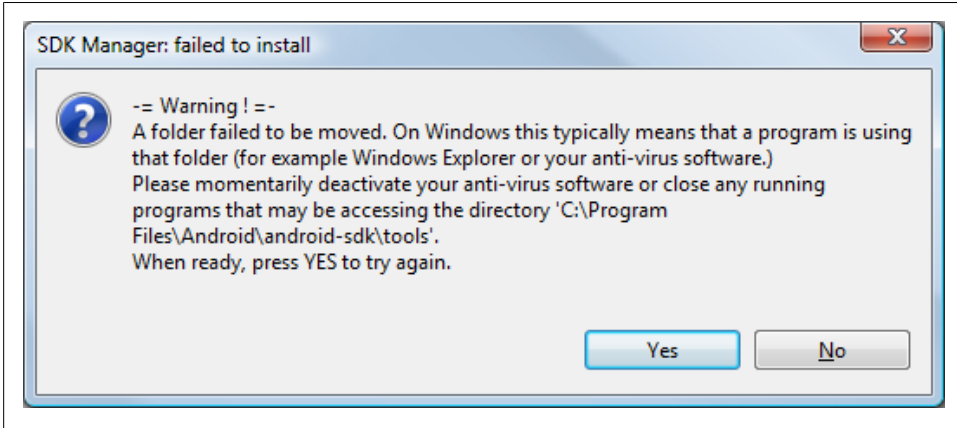 SDK Manager: failed to install
-= Warning ! =-
A folder failed to be moved. On Windows this typically means that a program is using
that folder (for example Windows Explorer or your anti-virus software.)
Please momentarily deactivate your anti-virus software or close any running
programs that may be accessing the directory 'C:\Program
Files\Android\android-sdk\tools'.
When ready, press YES to try again.
Yes
No